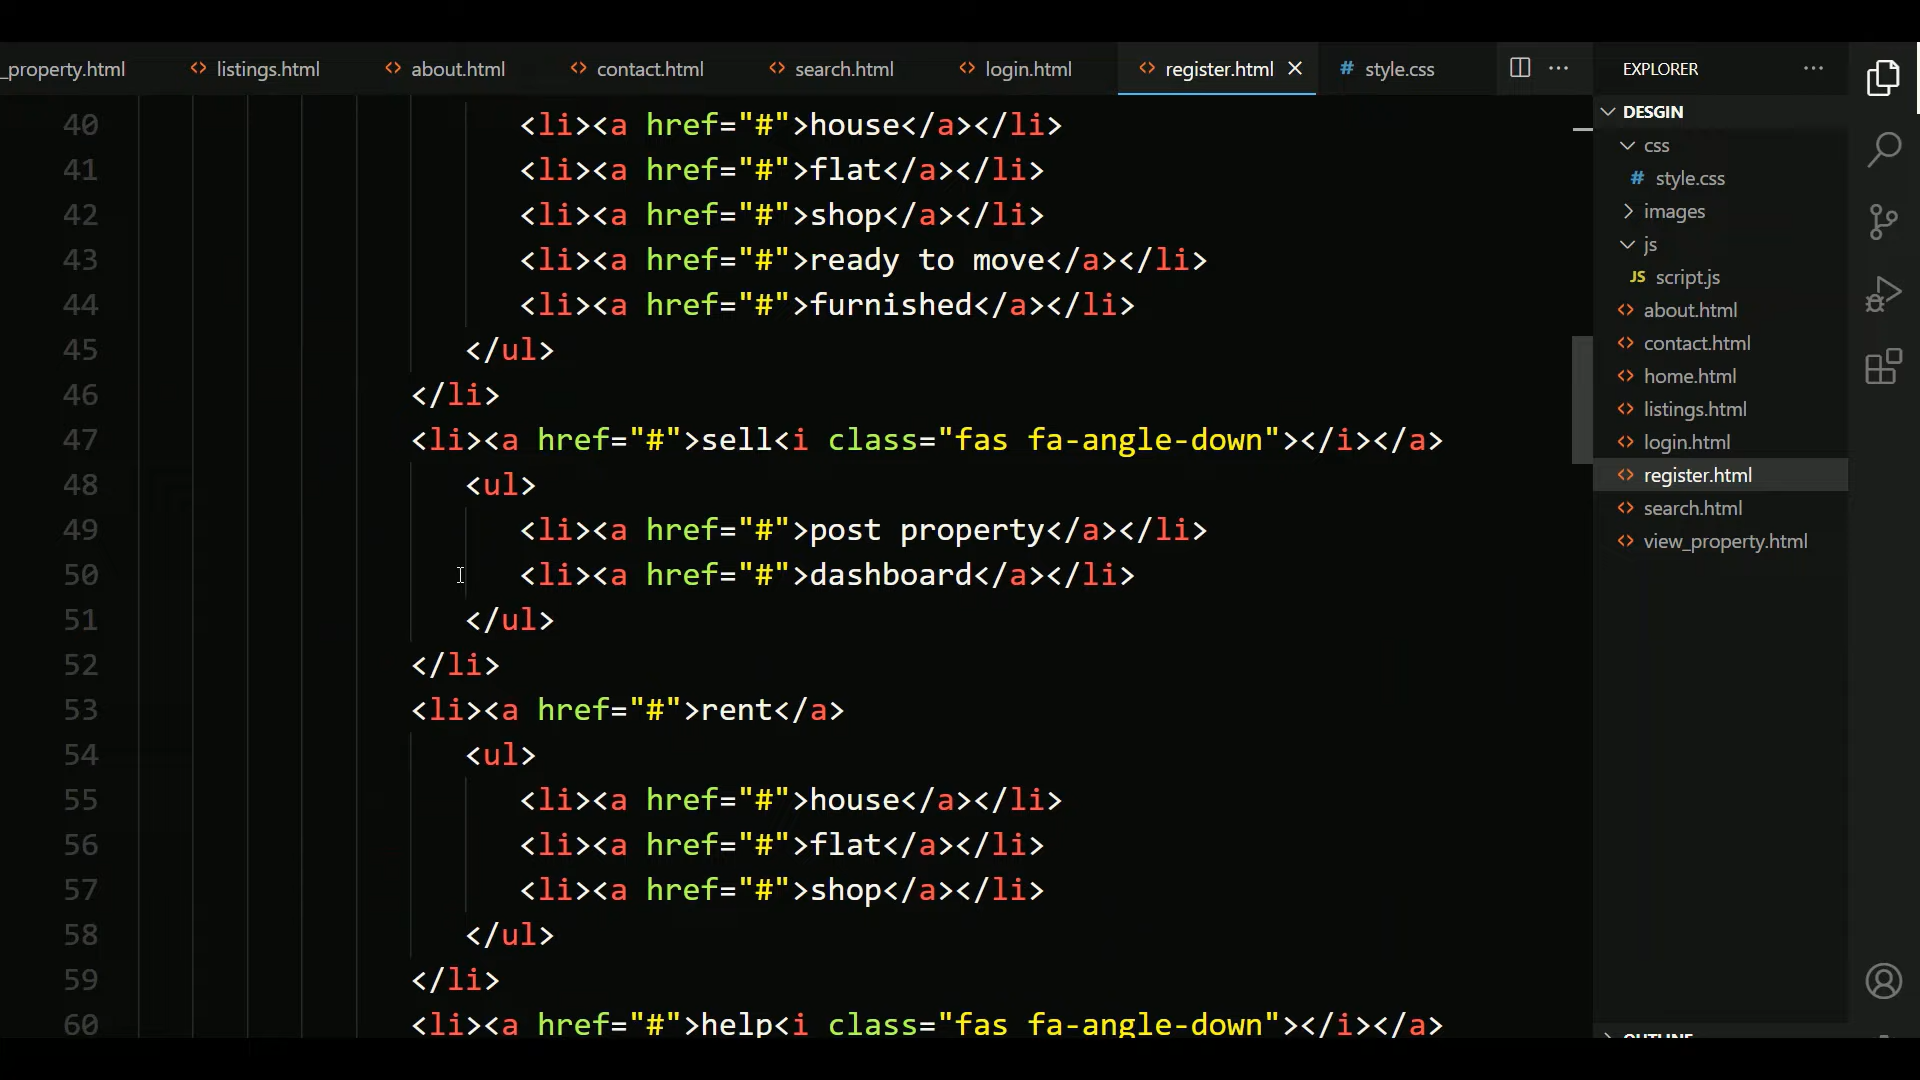 _property.html listings.html about.html contact.html search.html login.html register.html # style.css
EXPLORER
40 <li><a href="#">house</a></li>
41 <li><a href="#">flat</a></li>
42 <li><a href="#">shop</a></li>
43 <li><a href="#">ready to move</a></li>
44 <li><a href="#">furnished</a></li>
45 </ul>
46 </li>
47 <li><a href="#">sell<i class="fas fa-angle-down"></i></a>
48 <ul>
49 <li><a href="#">post property</a></li>
50 <li><a href="#">dashboard</a></li>
51 </ul>
52 </li>
53 <li><a href="#">rent</a>
54 <ul>
55 <li><a href="#">house</a></li>
56 <li><a href="#">flat</a></li>
57 <li><a href="#">shop</a></li>
58 </ul>
59 </li>
60 <li><a href="#">help<i class="fas fa-angle-down"></i></a>
DESGIN
css
# style.css
images
js
JS script.js
about.html
contact.html
home.html
listings.html
login.html
register.html
search.html
view_property.html
OUTLINE